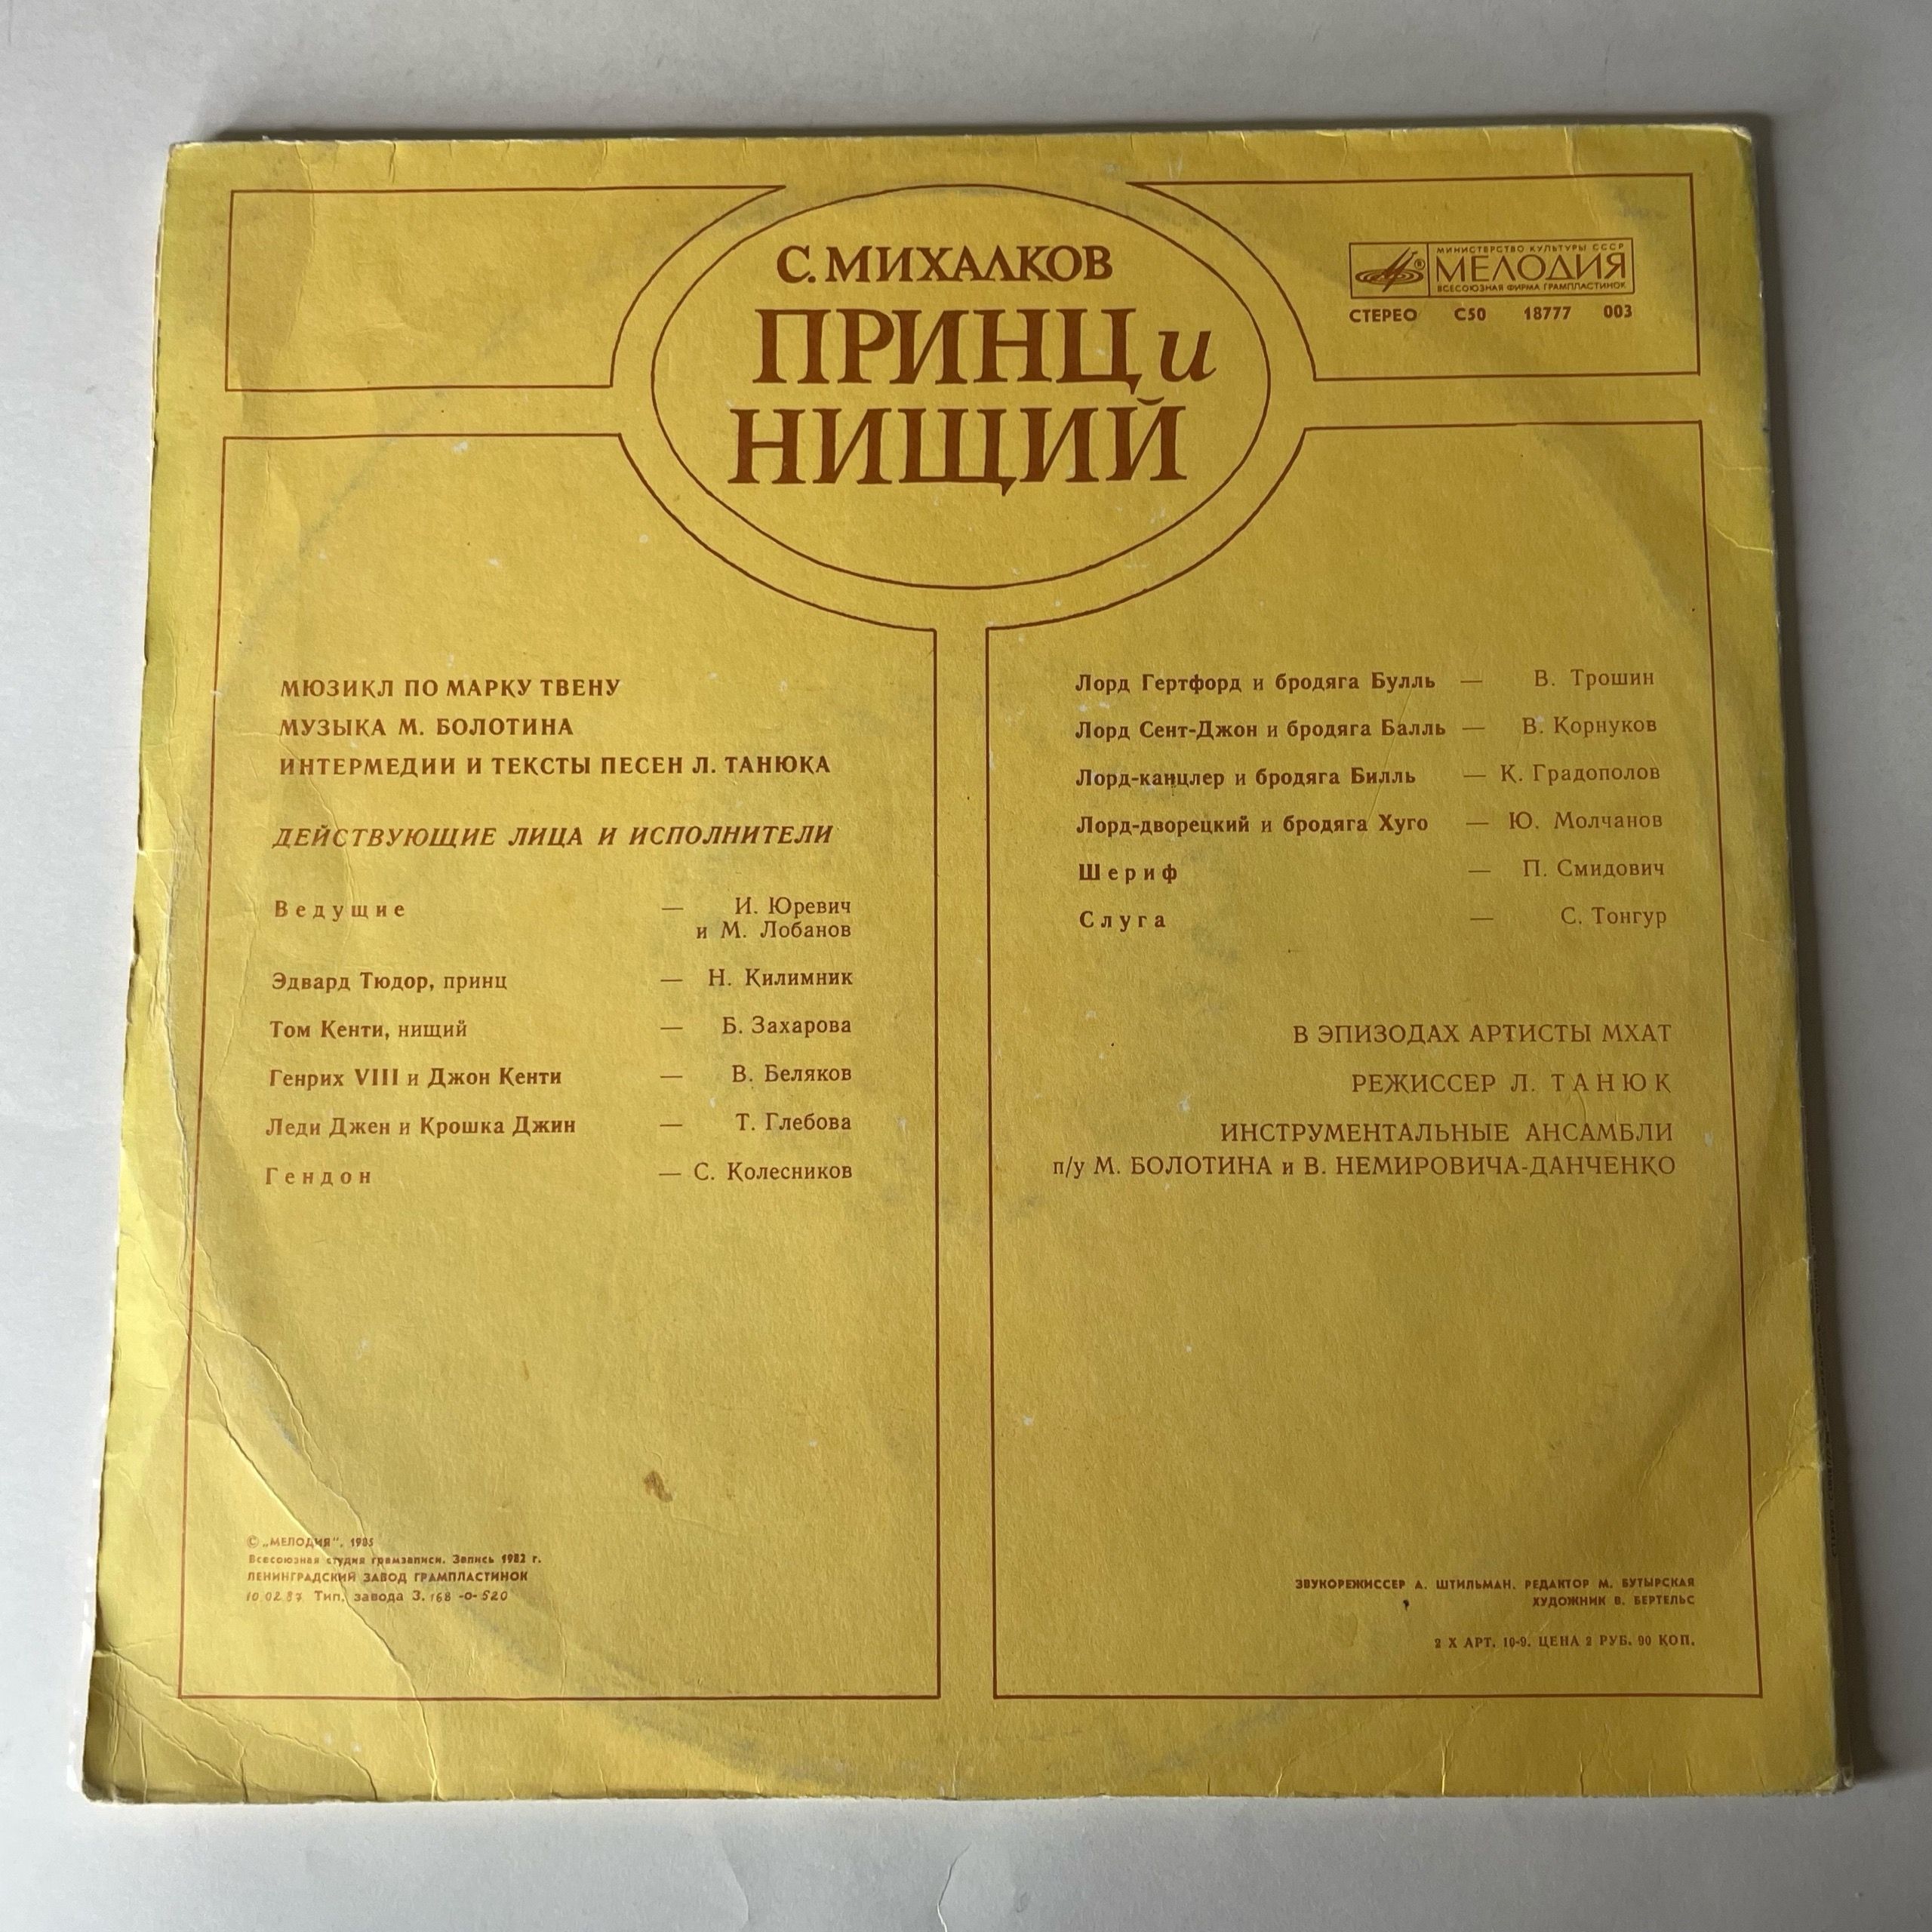 С. МИХАЛКОВ
ПРИНЦ и
НИЩИЙ
МИНИСТЕРСТВО КУЛЬТУРЫ СССР
МЕЛОДИЯ
ВСЕСОЮЗНАЯ ФИРМА ГРАМПЛАСТИНОК
СТЕРЕО С50 18777 003
МЮЗИКЛ ПО МАРКУ ТВЕНУ
МУЗЫКА М. БОЛОТИНА
ИНТЕРМЕДИИ И ТЕКСТЫ ПЕСЕН Л. ТАНЮКА
ДЕЙСТВУЮЩИЕ ЛИЦА И ИСПОЛНИТЕЛИ
Ведущие — И. Юревич
и М. Лобанов
Эдвард Тюдор, принц — Н. Килимник
Том Кенти, нищий — Б. Захарова
Генрих VIII и Джон Кенти — В. Беляков
Леди Джен и Крошка Джин — Т. Глебова
Гендон — С. Колесников
Лорд Гертфорд и бродяга Булль — В. Трошин
Лорд Сент-Джон и бродяга Балль — В. Корнуков
Лорд-канцлер и бродяга Билль — К. Градополов
Лорд-дворецкий и бродяга Хуго — Ю. Молчанов
Шериф — П. Смидович
Слуга — С. Тонгур
В ЭПИЗОДАХ АРТИСТЫ МХАТ
РЕЖИССЕР Л. ТАНЮК
ИНСТРУМЕНТАЛЬНЫЕ АНСАМБЛИ
п/у М. БОЛОТИНА и В. НЕМИРОВИЧА-ДАНЧЕНКО
© „МЕЛОДИЯ", 1985
Всесоюзная студия грамзаписи. Запись 1982 г.
ЛЕНИНГРАДСКИЙ ЗАВОД ГРАМПЛАСТИНОК
10.02.87 Тип. завода З. 168 -о- 520
ЗВУКОРЕЖИССЕР А. ШТИЛЬМАН. РЕДАКТОР М. БУТЫРСКАЯ
ХУДОЖНИК В. БЕРТЕЛЬС
2 Х АРТ. 10-9. ЦЕНА 2 РУБ. 90 КОП.